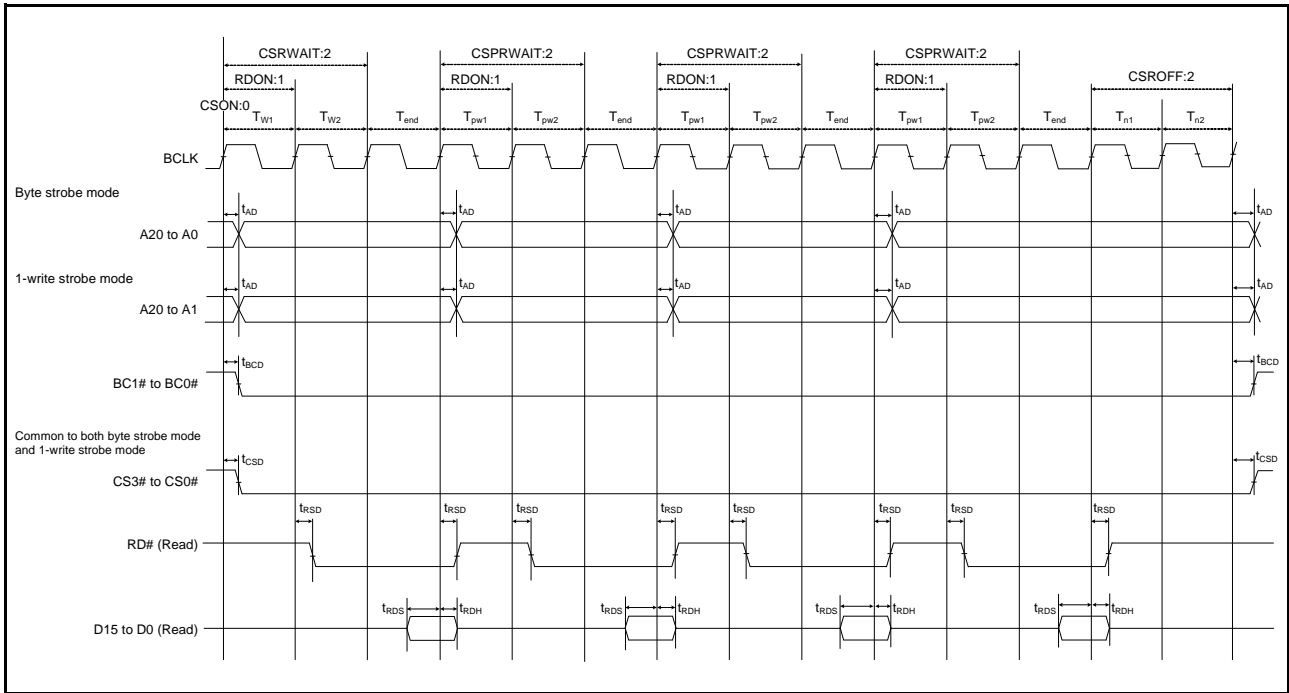 CSRWAIT:2 CSPRWAIT:2 CSPRWAIT:2 CSPRWAIT:2
RDON:1 RDON:1 RDON:1 RDON:1 CSROFF:2
CSON:0
TW1 TW2 Tend Tpw1 Tpw2 Tend Tpw1 Tpw2 Tend Tpw1 Tpw2 Tend Tn1 Tn2
BCLK
Byte strobe mode
tAD tAD tAD tAD tAD
A20 to A0
1-write strobe mode
tAD tAD tAD tAD tAD
A20 to A1
tBCD tBCD
BC1# to BC0#
Common to both byte strobe mode
and 1-write strobe mode
tCSD tCSD
CS3# to CS0#
tRSD tRSD tRSD tRSD tRSD tRSD tRSD tRSD
RD# (Read)
tRDS tRDH tRDS tRDH tRDS tRDH tRDS tRDH
D15 to D0 (Read)